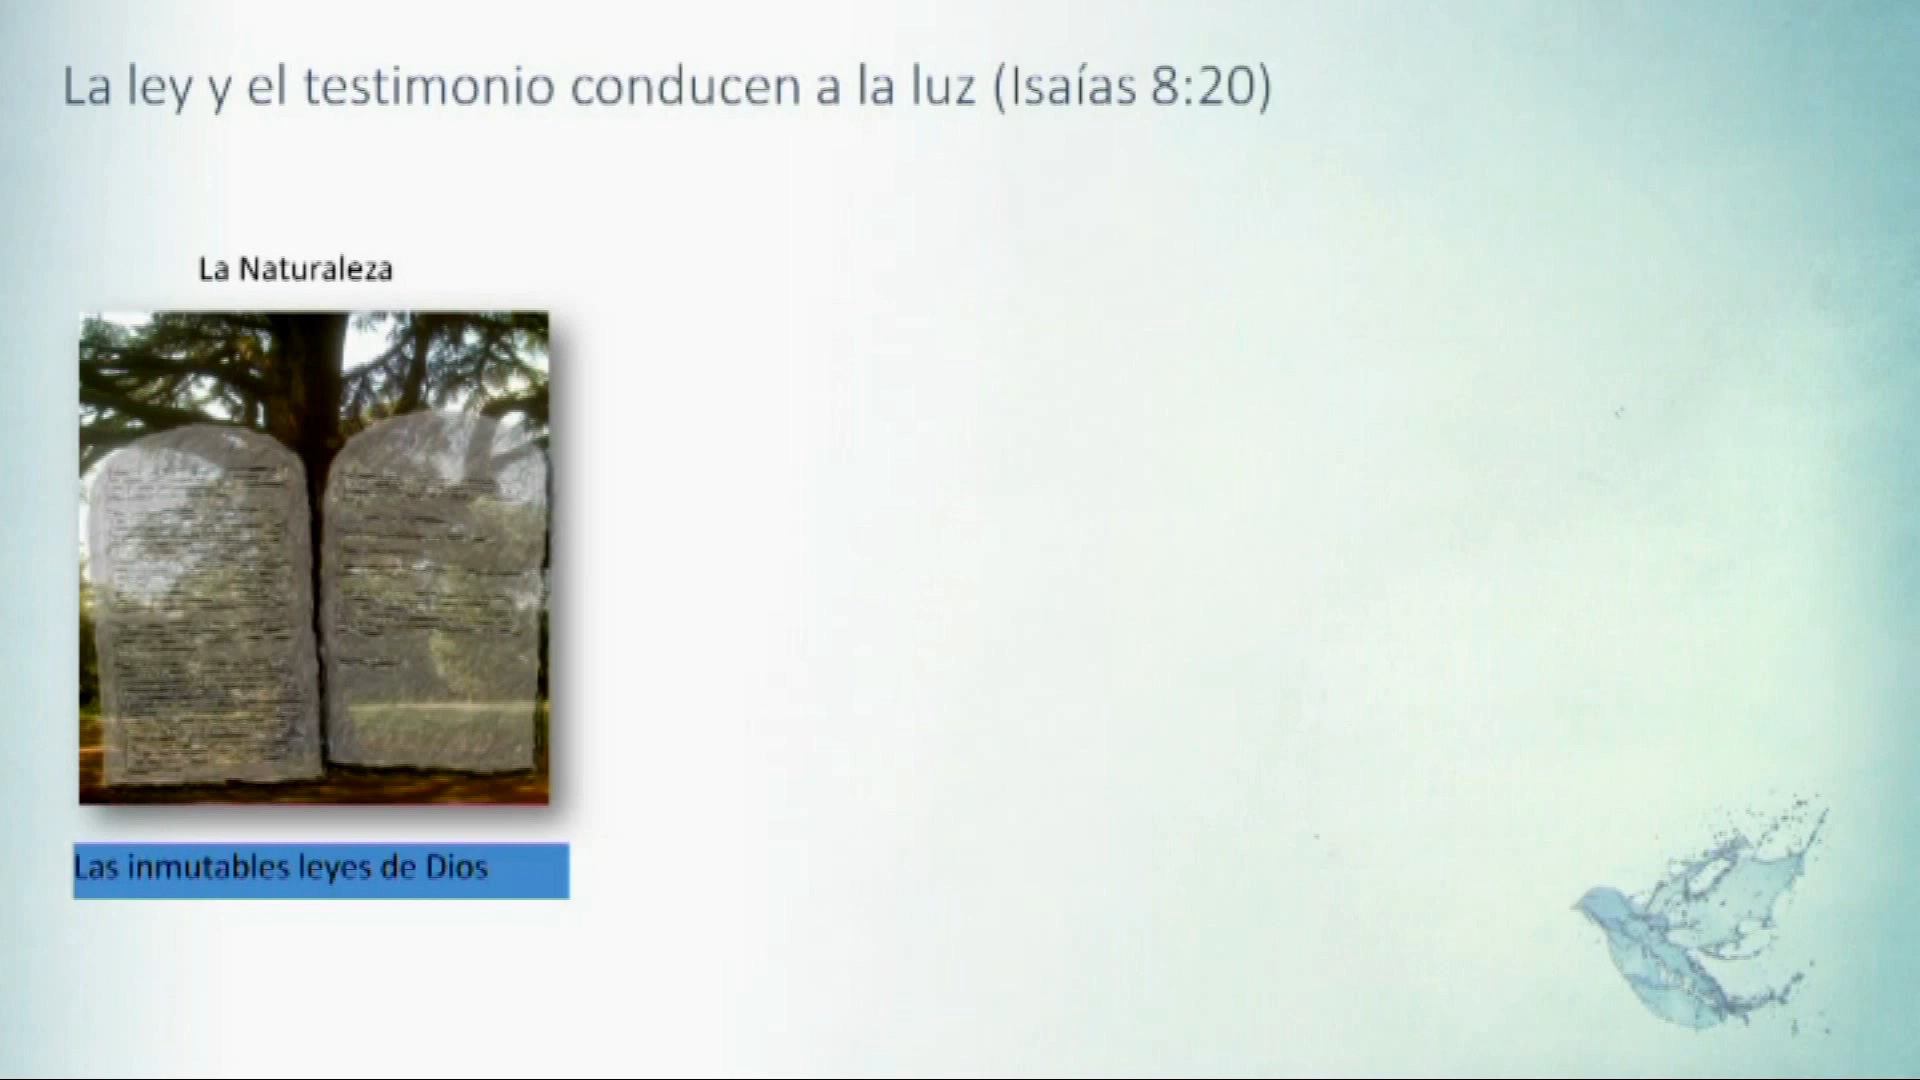 La ley y el testimonio conducen a la luz (Isaías 8:20)
La Naturaleza
Las inmutables leyes de Dios